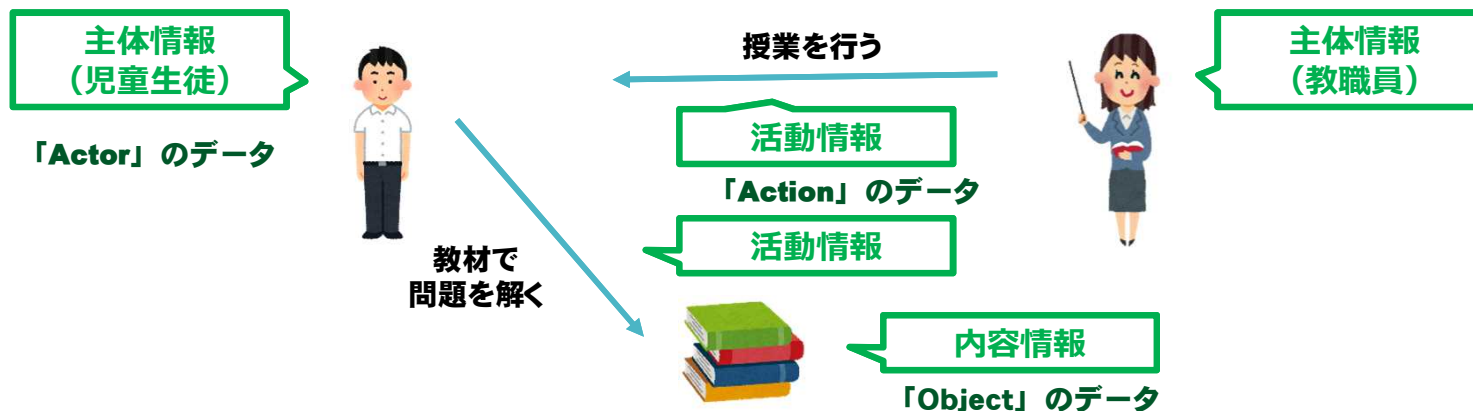 主体情報
（児童生徒）
「Actor」のデータ
授業を行う
主体情報
（教職員）
活動情報
「Action」のデータ
活動情報
教材で
問題を解く
内容情報
「Object」のデータ